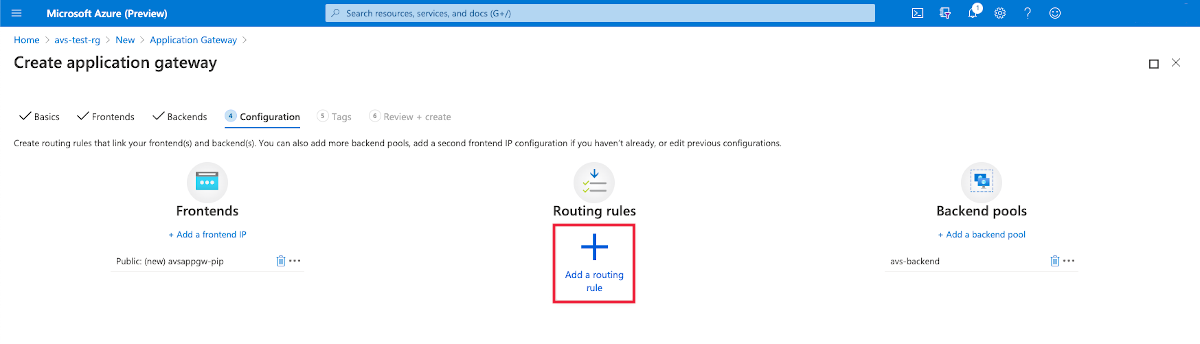 Microsoft Azure (Preview)
Search resources, services, and docs (G+/)
1
Home > avs-test-rg > New > Application Gateway >
Create application gateway
Basics Frontends Backends 4 Configuration 5 Tags 6 Review + create
Create routing rules that link your frontend(s) and backend(s). You can also add more backend pools, add a second frontend IP configuration if you haven't already, or edit previous configurations.
Frontends
+ Add a frontend IP
Public: (new) avsappgw-pip
Routing rules
Add a routing
rule
Backend pools
+ Add a backend pool
avs-backend